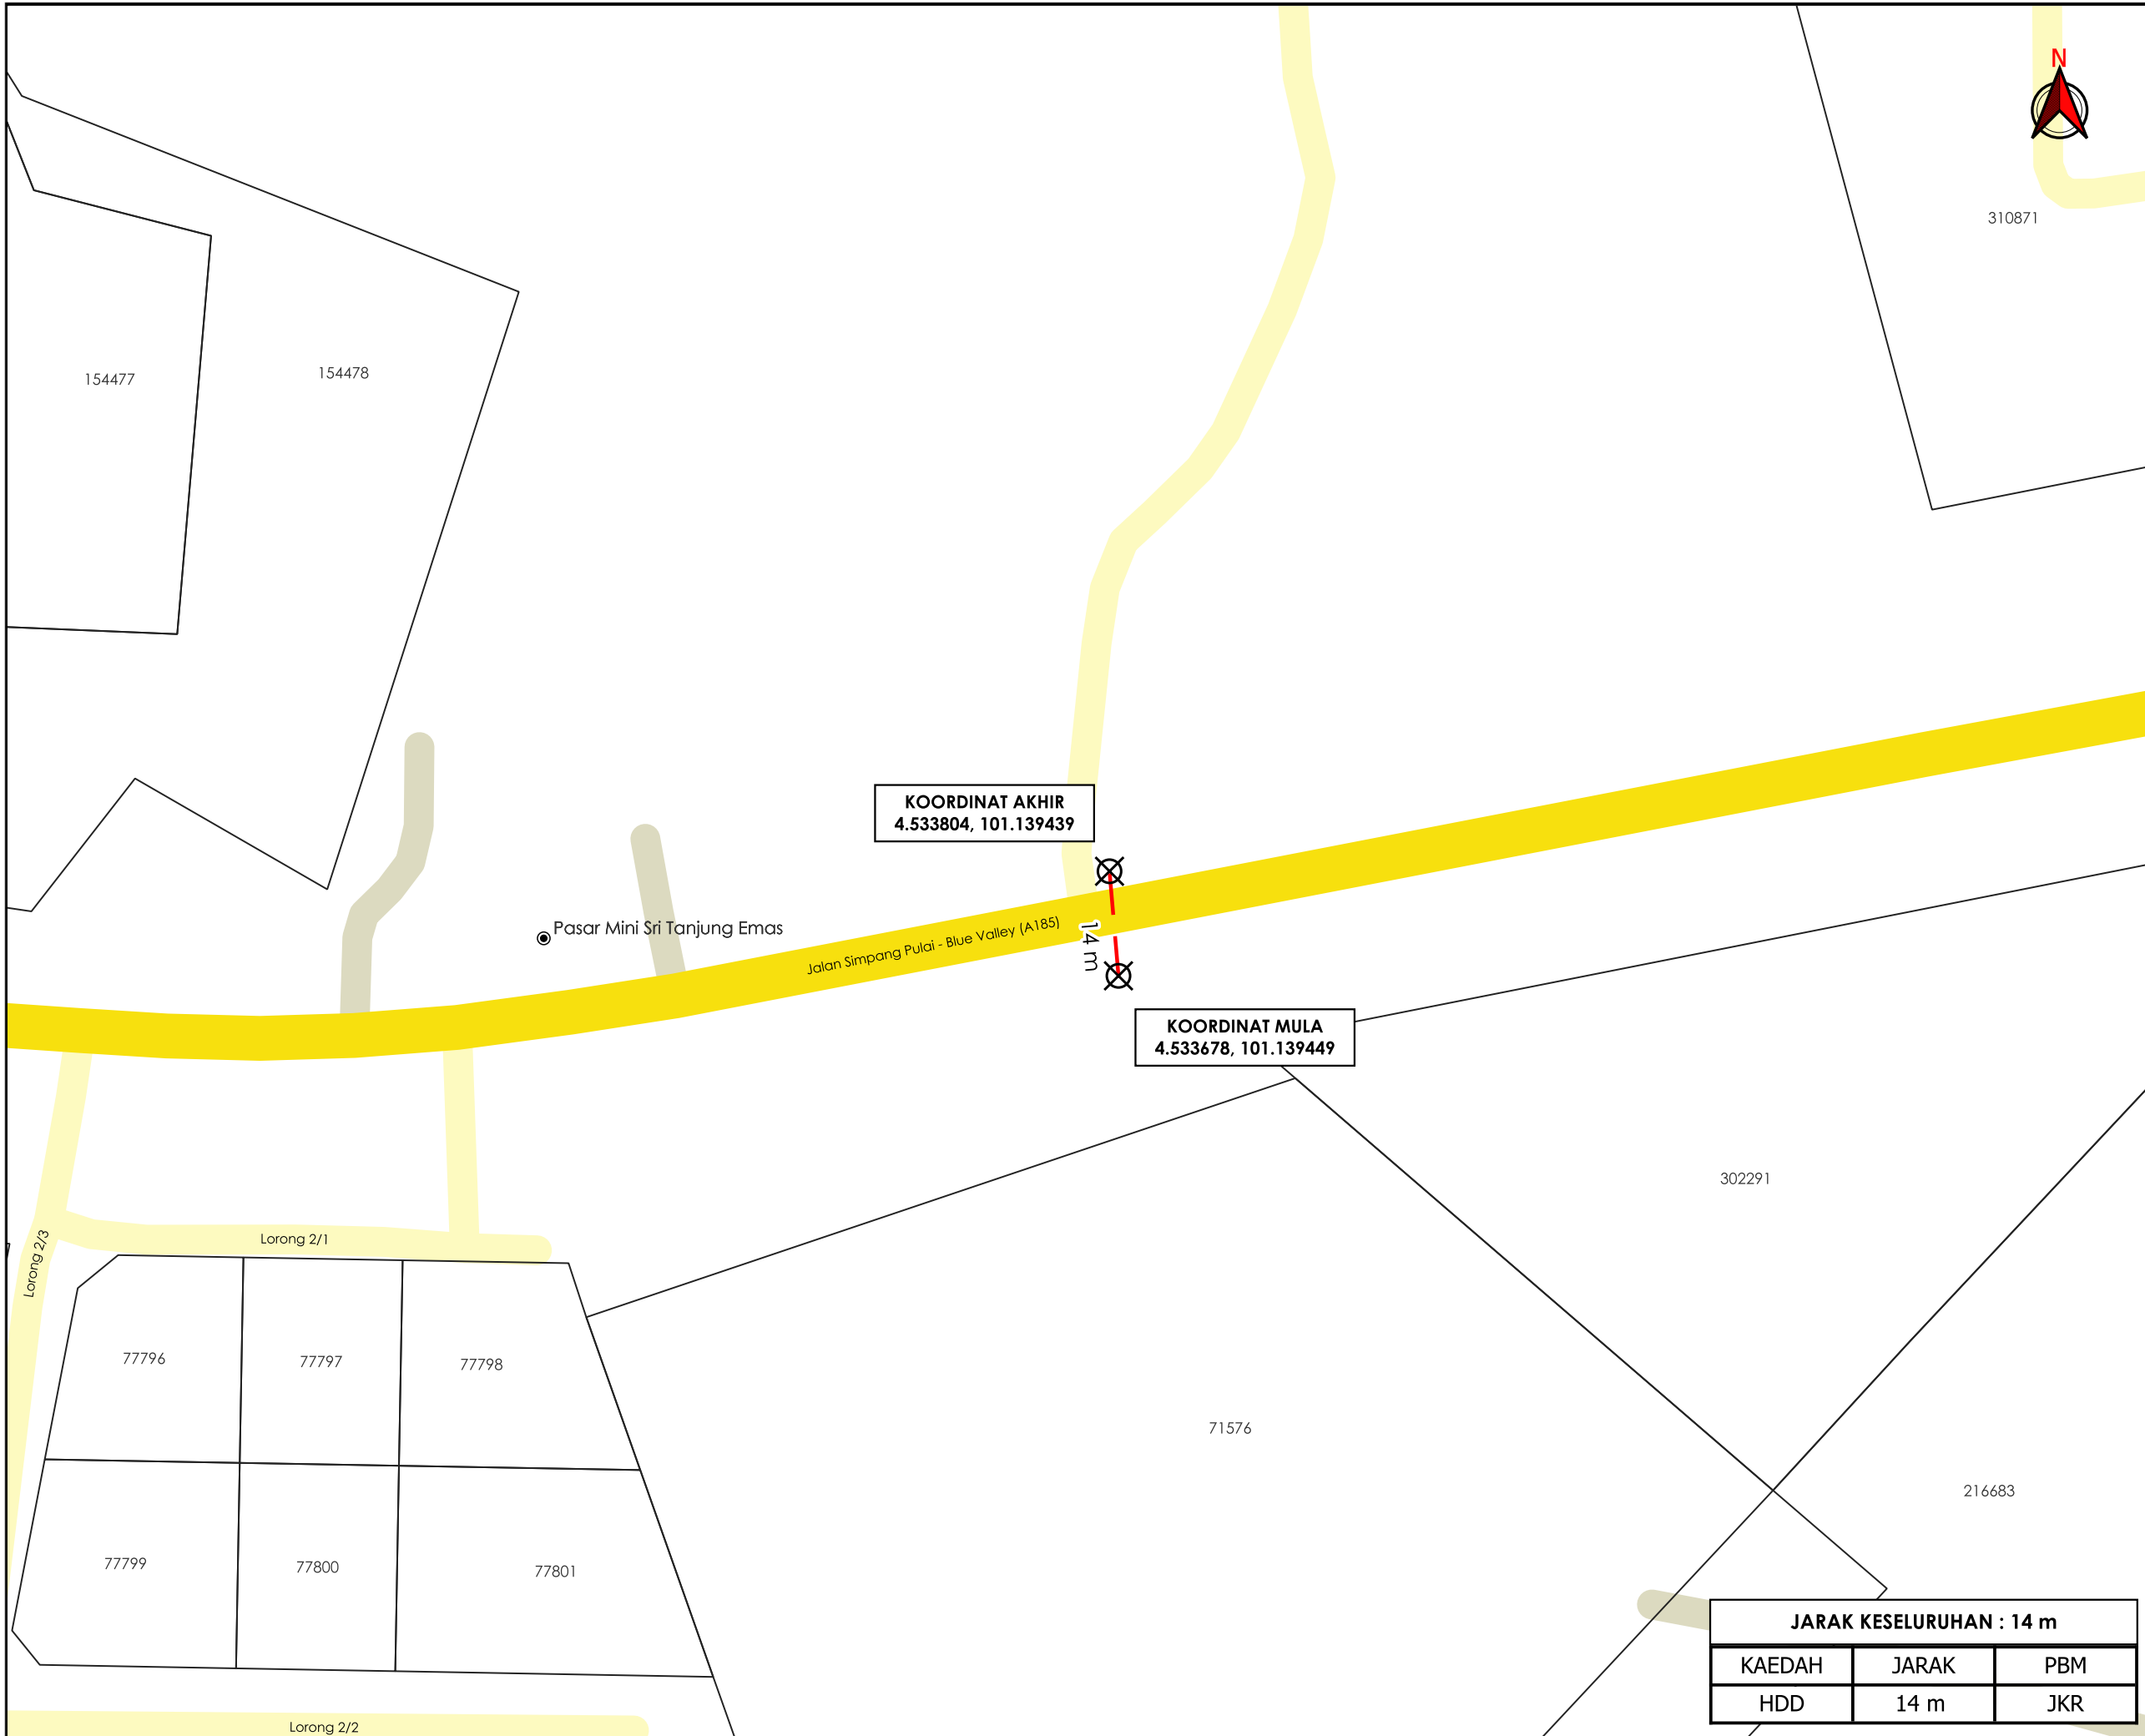 N
310871
154477
154478
KOORDINAT AKHIR
4.533804, 101.139439
Pasar Mini Sri Tanjung Emas
Jalan Simpang Pulai - Blue Valley (A185)
14 m
KOORDINAT MULA
4.533678, 101.139449
302291
Lorong 2/1
Lorong 2/3
77796
77797
77798
71576
216683
77799
77800
77801
JARAK KESELURUHAN : 14 m
KAEDAH JARAK PBM
HDD 14 m JKR
Lorong 2/2